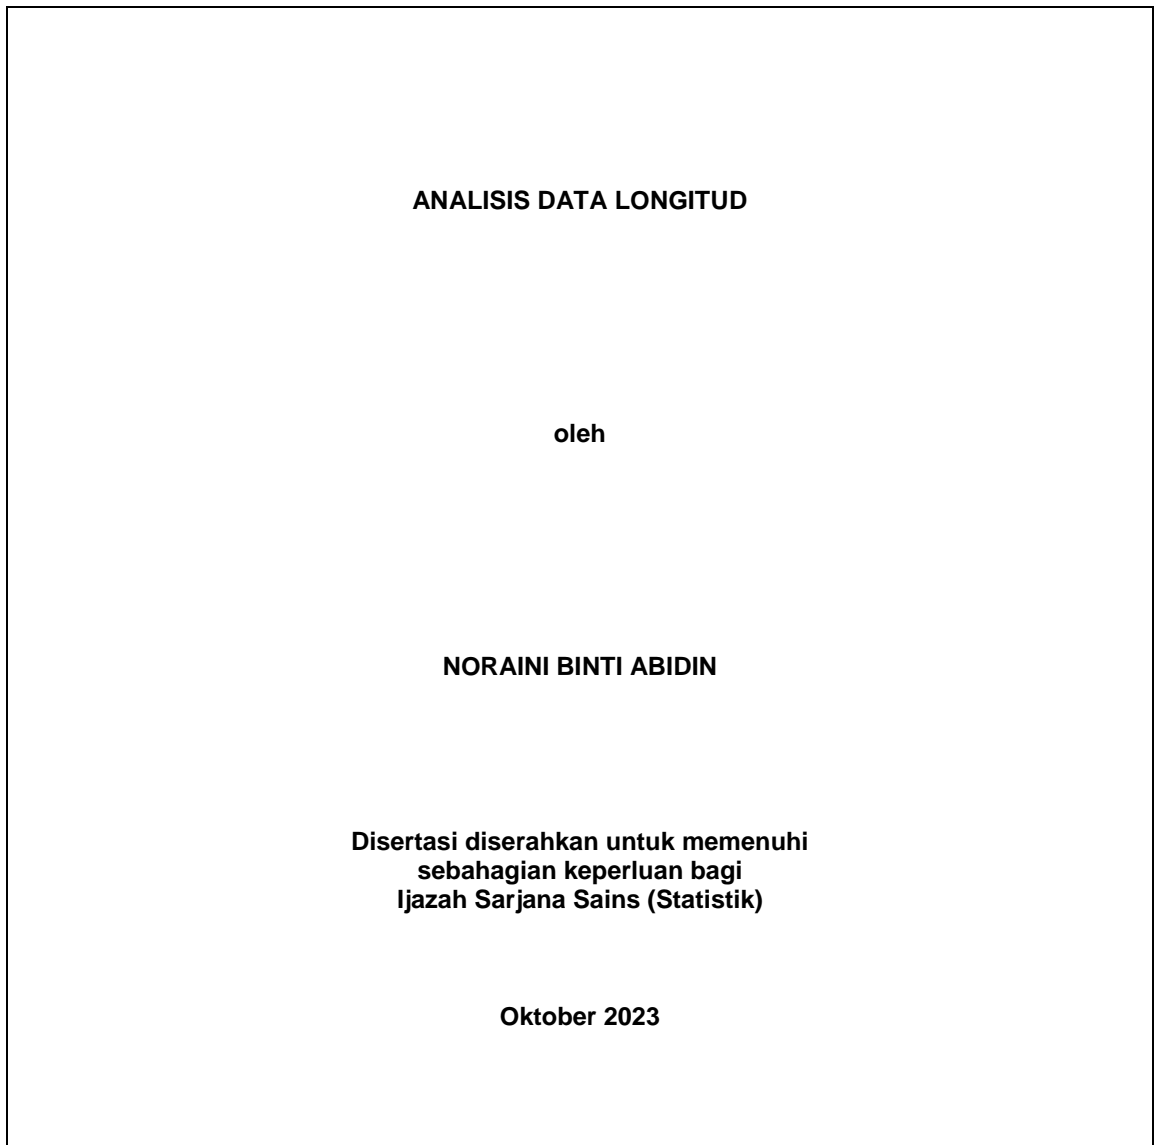 ANALISIS DATA LONGITUD
oleh
NORAINI BINTI ABIDIN
Disertasi diserahkan untuk memenuhi
sebahagian keperluan bagi
Ijazah Sarjana Sains (Statistik)
Oktober 2023